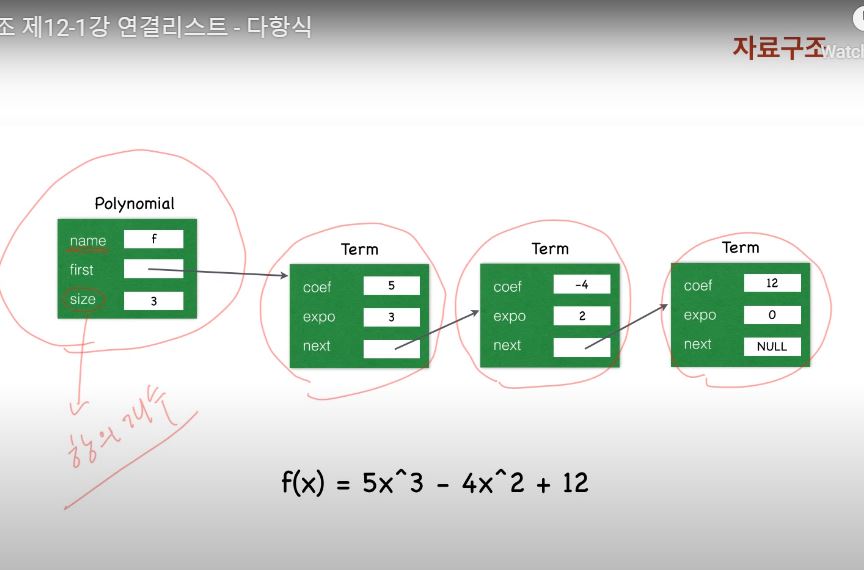 조 제12-1강 연결리스트 - 다항식
자료구조
Watch
Polynomial
name f
first
size 3
항의 개수
Term
coef 5
expo 3
next
Term
coef -4
expo 2
next
Term
coef 12
expo 0
next NULL
f(x) = 5x^3 - 4x^2 + 12